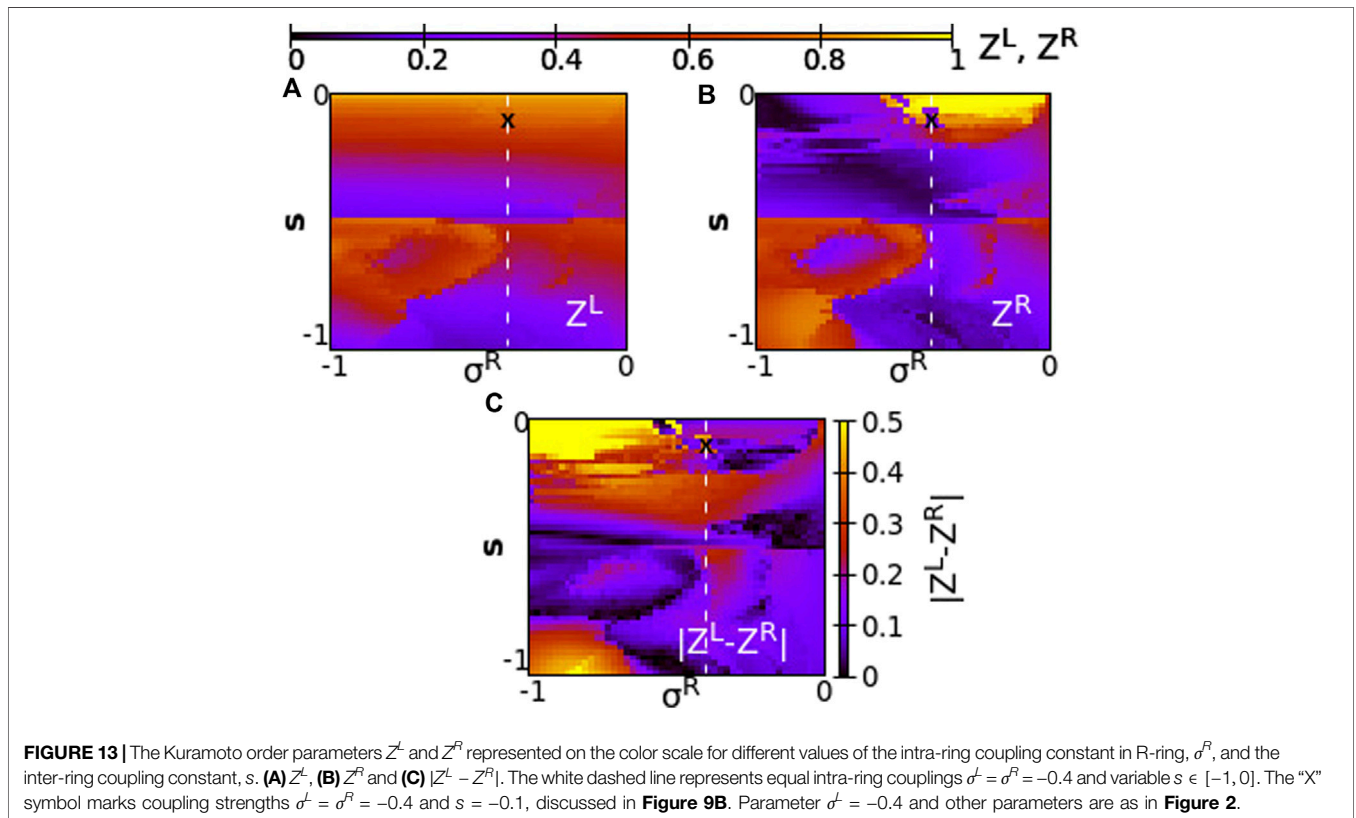 0 0.2 0.4 0.6 0.8 1 Z^L, Z^R
A
0
x
s
Z^L
-1
-1 σ^R 0
B
0
x
Z^R
-1
-1 σ^R 0
C
0
x
s
|Z^L-Z^R|
-1
-1 σ^R 0
0.5
0.4
0.3
0.2
0.1
0
|Z^L-Z^R|
FIGURE 13 | The Kuramoto order parameters Z^L and Z^R represented on the color scale for different values of the intra-ring coupling constant in R-ring, σ^R, and the
inter-ring coupling constant, s. (A) Z^L, (B) Z^R and (C) |Z^L − Z^R|. The white dashed line represents equal intra-ring couplings σ^L = σ^R = −0.4 and variable s ∈ [−1, 0]. The “X”
symbol marks coupling strengths σ^L = σ^R = −0.4 and s = −0.1, discussed in Figure 9B. Parameter σ^L = −0.4 and other parameters are as in Figure 2.